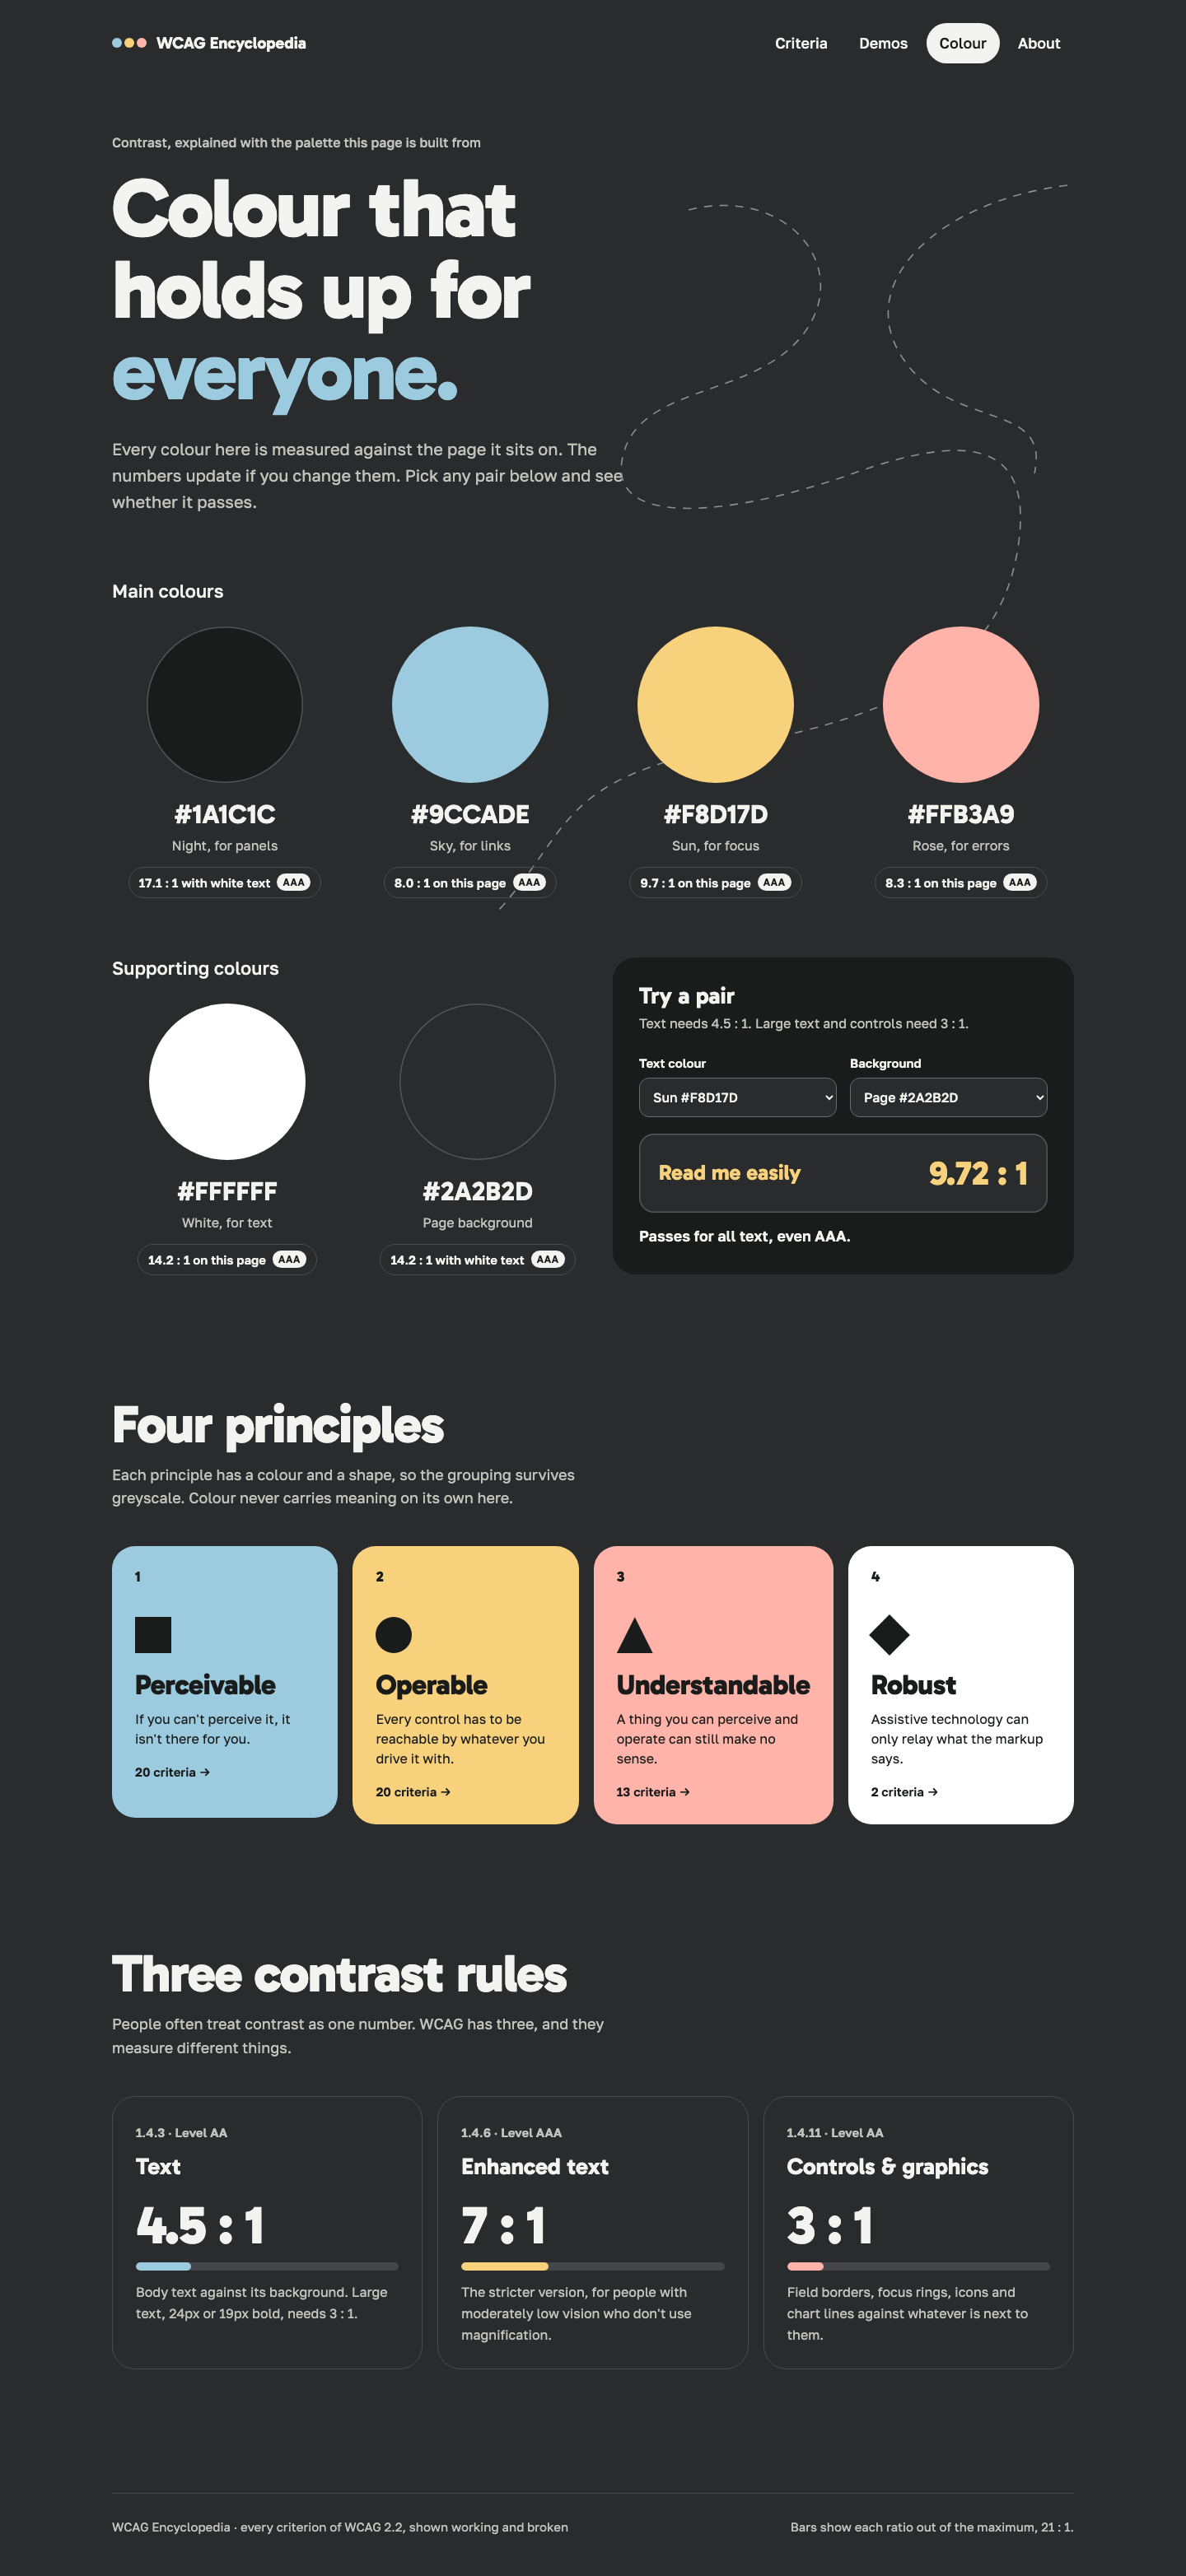 WCAG Encyclopedia
Criteria
Demos
Colour
About
Contrast, explained with the palette this page is built from
Colour that
holds up for
everyone.
Every colour here is measured against the page it sits on. The
numbers update if you change them. Pick any pair below and see
whether it passes.
Main colours
#1A1C1C
Night, for panels
17.1 : 1 with white text AAA
#9CCADE
Sky, for links
8.0 : 1 on this page AAA
#F8D17D
Sun, for focus
9.7 : 1 on this page AAA
#FFB3A9
Rose, for errors
8.3 : 1 on this page AAA
Supporting colours
#FFFFFF
White, for text
14.2 : 1 on this page AAA
#2A2B2D
Page background
14.2 : 1 with white text AAA
Try a pair
Text needs 4.5 : 1. Large text and controls need 3 : 1.
Text colour
Sun #F8D17D
Background
Page #2A2B2D
Read me easily
9.72 : 1
Passes for all text, even AAA.
Four principles
Each principle has a colour and a shape, so the grouping survives
greyscale. Colour never carries meaning on its own here.
1
Perceivable
If you can't perceive it, it
isn't there for you.
20 criteria →
2
Operable
Every control has to be
reachable by whatever you
drive it with.
20 criteria →
3
Understandable
A thing you can perceive and
operate can still make no
sense.
13 criteria →
4
Robust
Assistive technology can
only relay what the markup
says.
2 criteria →
Three contrast rules
People often treat contrast as one number. WCAG has three, and they
measure different things.
1.4.3 · Level AA
Text
4.5 : 1
Body text against its background. Large
text, 24px or 19px bold, needs 3 : 1.
1.4.6 · Level AAA
Enhanced text
7 : 1
The stricter version, for people with
moderately low vision who don't use
magnification.
1.4.11 · Level AA
Controls & graphics
3 : 1
Field borders, focus rings, icons and
chart lines against whatever is next to
them.
WCAG Encyclopedia · every criterion of WCAG 2.2, shown working and broken
Bars show each ratio out of the maximum, 21 : 1.